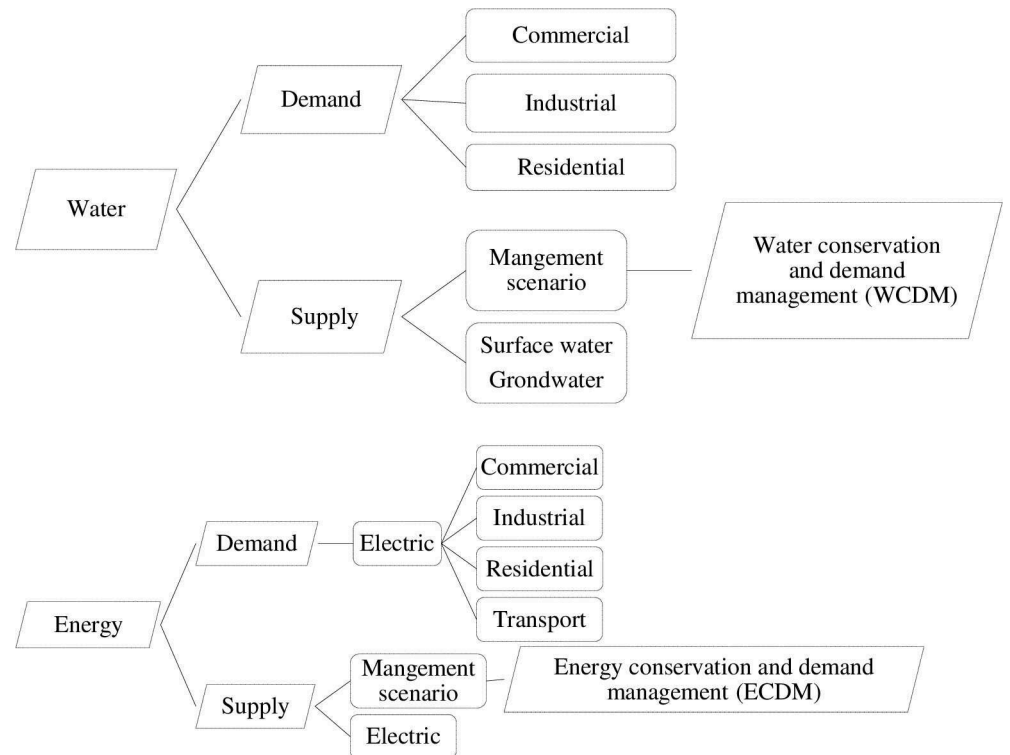 Commercial
Demand
Industrial
Residential
Water
Mangement
scenario
Water conservation
and demand
management (WCDM)
Supply
Surface water
Grondwater
Commercial
Industrial
Demand
Electric
Residential
Transport
Energy
Mangement
scenario
Energy conservation and demand
management (ECDM)
Supply
Electric